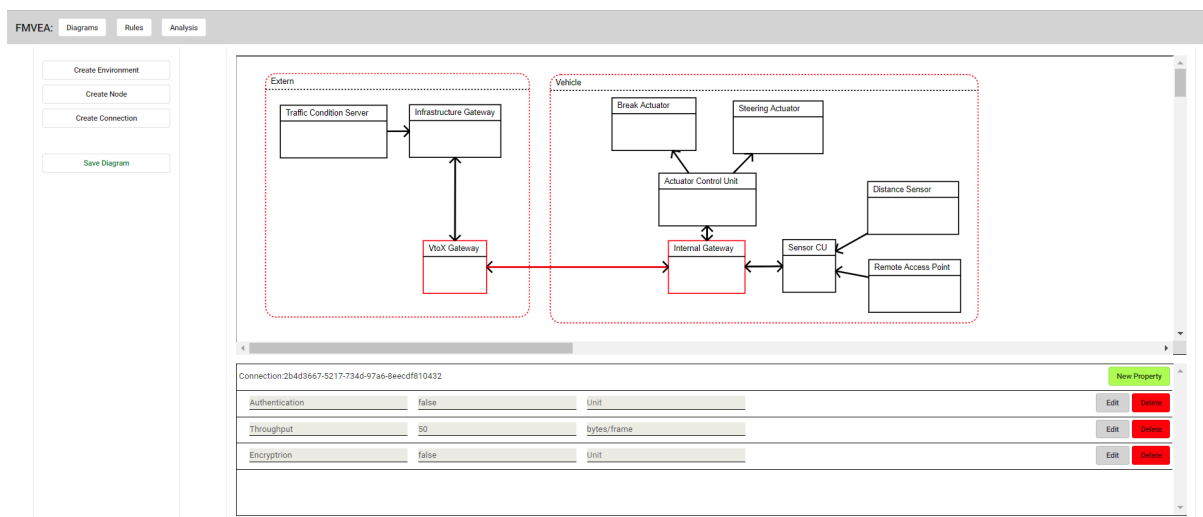 FMVEA: Diagrams Rules Analysis
Create Environment
Create Node
Create Connection
Save Diagram
Extern
Traffic Condition Server
Infrastructure Gateway
VtoX Gateway
Vehicle
Break Actuator
Steering Actuator
Actuator Control Unit
Distance Sensor
Internal Gateway
Sensor CU
Remote Access Point
Connection:2b4d3667-5217-734d-97a6-8eecdf810432 New Property
Authentication false Unit Edit Delete
Throughput 50 bytes/frame Edit Delete
Encryptrion false Unit Edit Delete